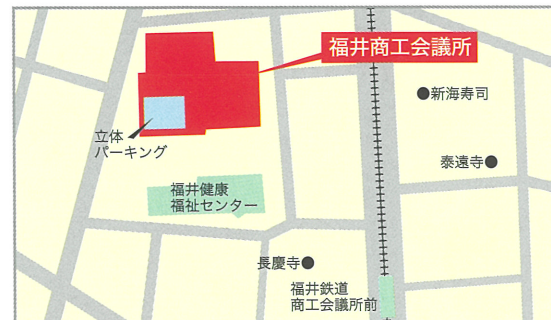 福井商工会議所
新海寿司
立体
パーキング
泰遠寺
福井健康
福祉センター
長慶寺
福井鉄道
商工会議所前